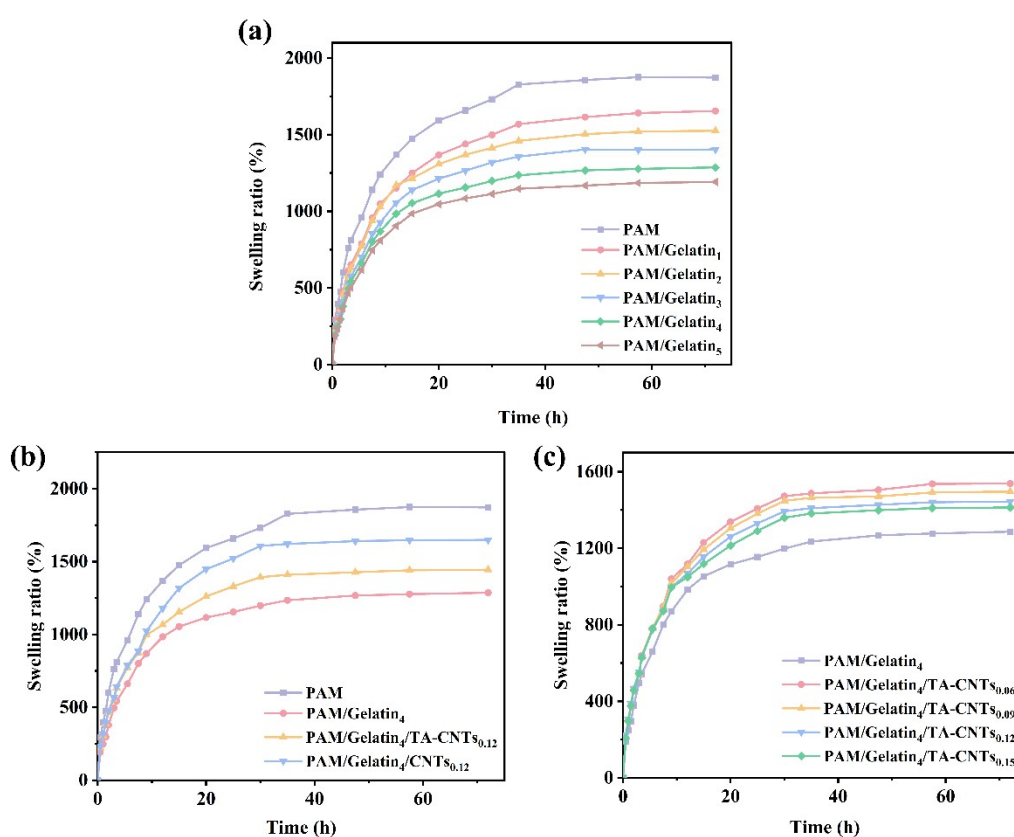 (a)
2000
1500
1000
500
0
Swelling ratio (%)
PAM
PAM/Gelatin₁
PAM/Gelatin₂
PAM/Gelatin₃
PAM/Gelatin₄
PAM/Gelatin₅
0 20 40 60
Time (h)
(b)
2000
1500
1000
500
0
Swelling ratio (%)
PAM
PAM/Gelatin₄
PAM/Gelatin₄/TA-CNTs₀.₁₂
PAM/Gelatin₄/CNTs₀.₁₂
0 20 40 60
Time (h)
(c)
1600
1200
800
400
0
Swelling ratio (%)
PAM/Gelatin₄
PAM/Gelatin₄/TA-CNTs₀.₀₆
PAM/Gelatin₄/TA-CNTs₀.₀₉
PAM/Gelatin₄/TA-CNTs₀.₁₂
PAM/Gelatin₄/TA-CNTs₀.₁₅
0 20 40 60
Time (h)